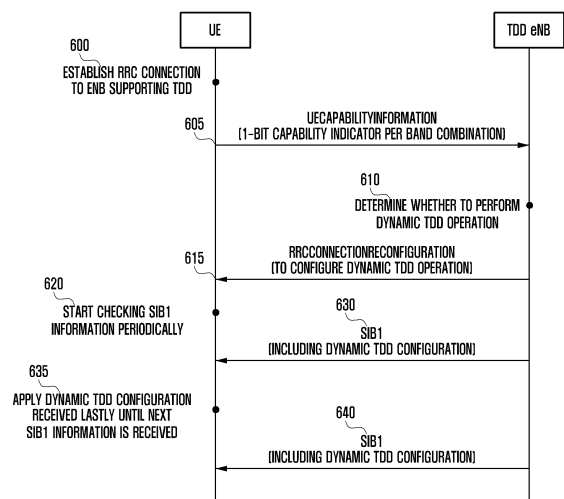 UE
TDD eNB
600
ESTABLISH RRC CONNECTION
TO ENB SUPPORTING TDD
605
UECAPABILITYINFORMATION
(1-BIT CAPABILITY INDICATOR PER BAND COMBINATION)
610
DETERMINE WHETHER TO PERFORM
DYNAMIC TDD OPERATION
615
RRCCONNECTIONRECONFIGURATION
(TO CONFIGURE DYNAMIC TDD OPERATION)
620
START CHECKING SIB1
INFORMATION PERIODICALLY
630
SIB1
(INCLUDING DYNAMIC TDD CONFIGURATION)
635
APPLY DYNAMIC TDD CONFIGURATION
RECEIVED LASTLY UNTIL NEXT
SIB1 INFORMATION IS RECEIVED
640
SIB1
(INCLUDING DYNAMIC TDD CONFIGURATION)